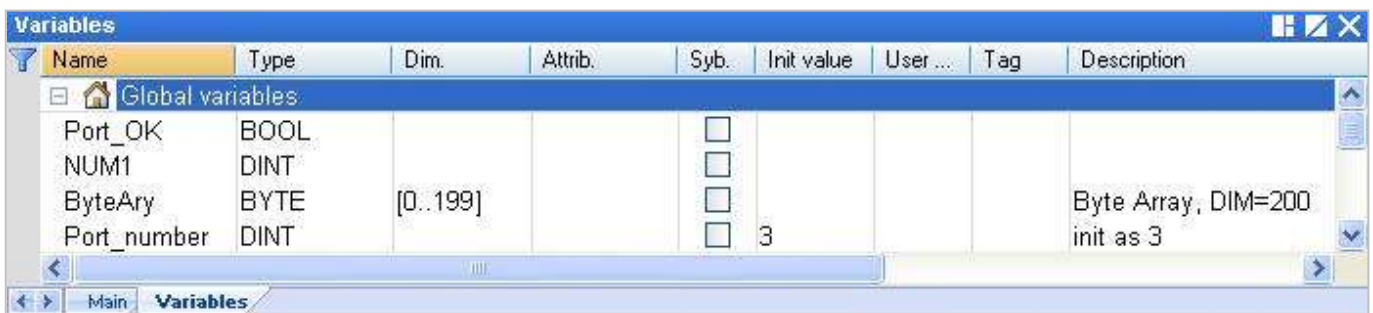 Variables
Name Type Dim. Attrib. Syb. Init value User ... Tag Description
Global variables
Port_OK BOOL
NUM1 DINT
ByteAry BYTE [0..199] Byte Array, DIM=200
Port_number DINT 3 init as 3
Main Variables